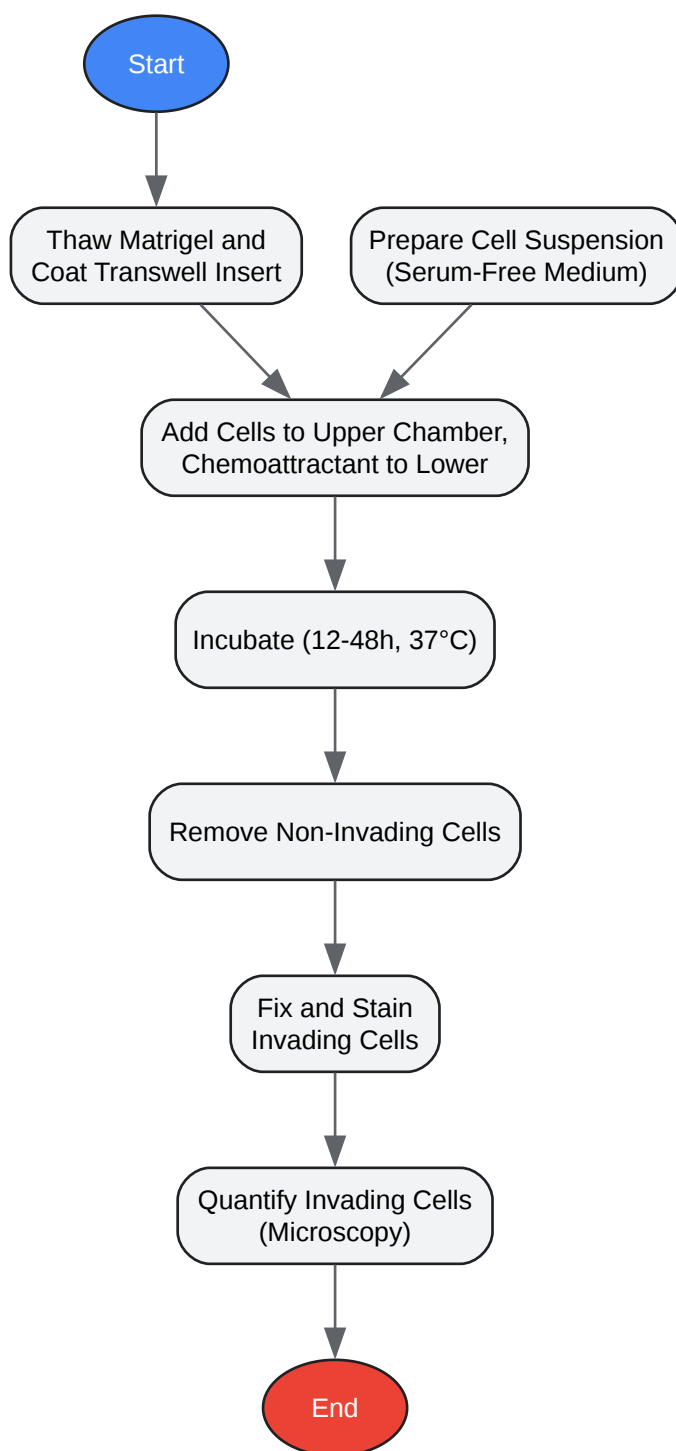 Start
Thaw Matrigel and
Coat Transwell Insert
Prepare Cell Suspension
(Serum-Free Medium)
Add Cells to Upper Chamber,
Chemoattractant to Lower
Incubate (12-48h, 37°C)
Remove Non-Invading Cells
Fix and Stain
Invading Cells
Quantify Invading Cells
(Microscopy)
End